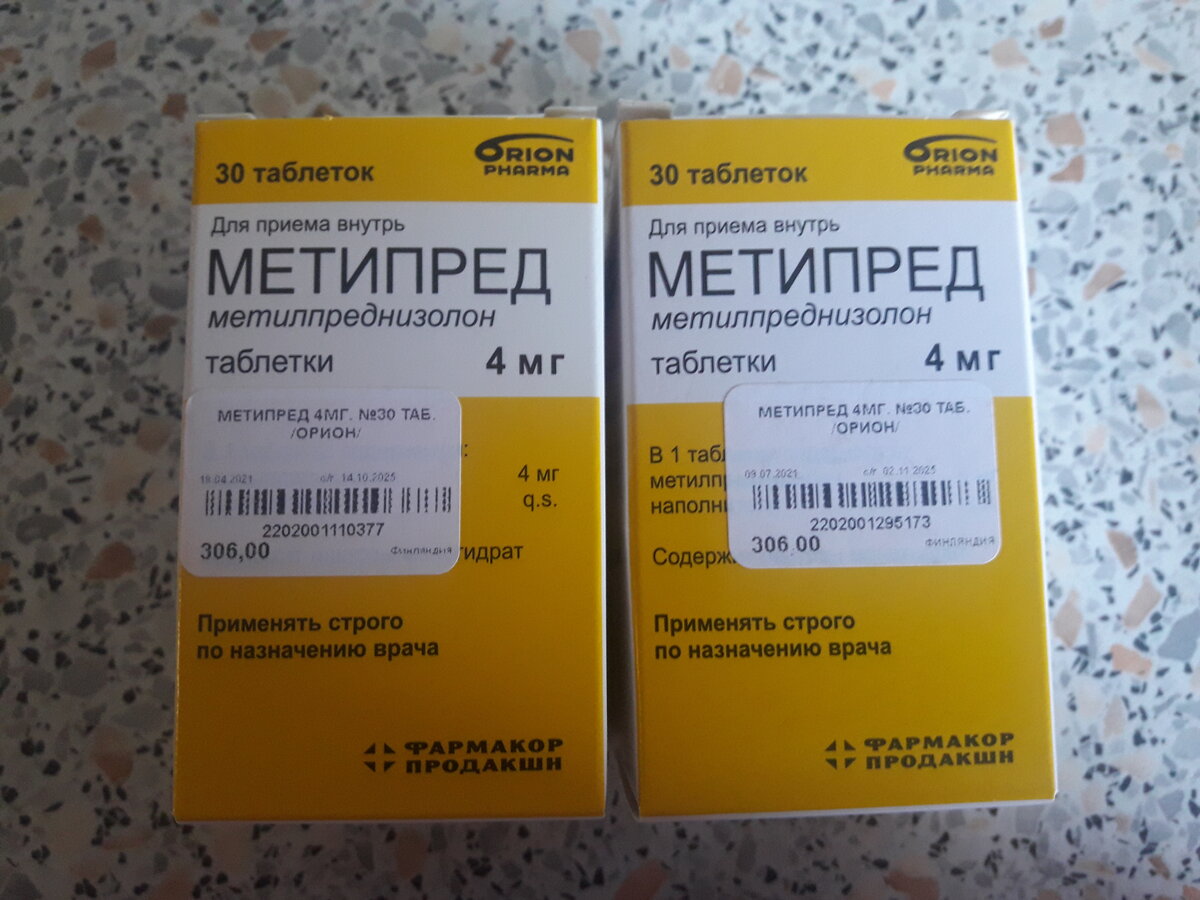 30 таблеток
ORION
PHARMA
Для приема внутрь
МЕТИПРЕД
метилпреднизолон
таблетки 4 мг
МЕТИПРЕД 4МГ. №30 ТАБ.
/ОРИОН/
19.04.2021 с/г 14.10.2025
2202001110377
306,00 ФИНЛЯНДИЯ
:
4 мг
q.s.
гидрат
Применять строго
по назначению врача
ФАРМАКОР
ПРОДАКШН
30 таблеток
ORION
PHARMA
Для приема внутрь
МЕТИПРЕД
метилпреднизолон
таблетки 4 мг
МЕТИПРЕД 4МГ. №30 ТАБ.
/ОРИОН/
09.07.2021 с/г 02.11.2025
2202001295173
306,00 ФИНЛЯНДИЯ
В 1 таб
метилп
наполн
Содерж
Применять строго
по назначению врача
ФАРМАКОР
ПРОДАКШН